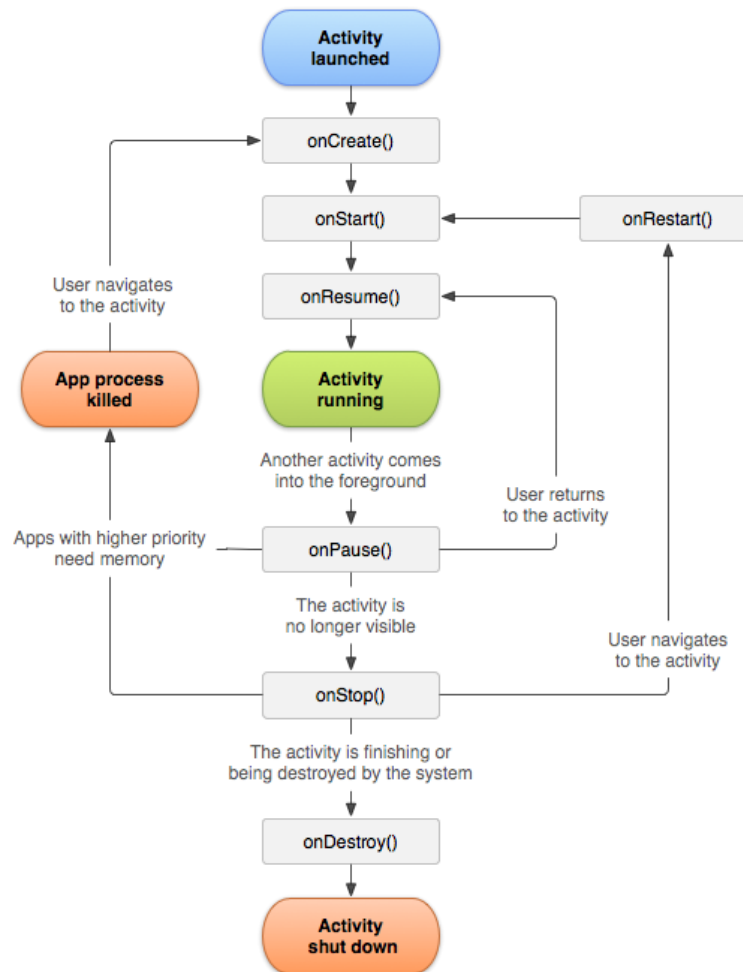 Activity
launched
onCreate()
onStart()
onRestart()
User navigates
to the activity
onResume()
App process
killed
Activity
running
Another activity comes
into the foreground
User returns
to the activity
Apps with higher priority
need memory
onPause()
The activity is
no longer visible
User navigates
to the activity
onStop()
The activity is finishing or
being destroyed by the system
onDestroy()
Activity
shut down